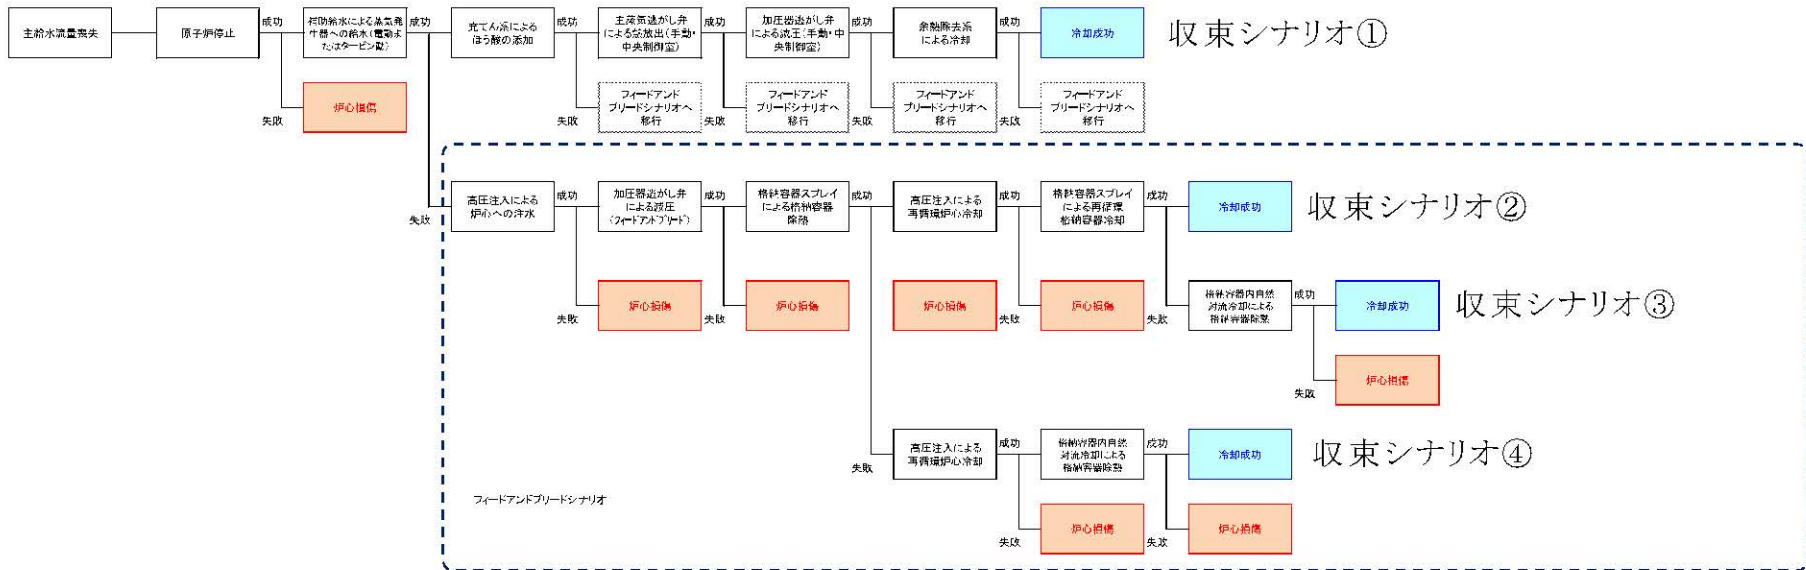 主給水流量喪失
原子炉停止
成功
補助給水による蒸気発
生器への給水(電動ま
たはタービン動)
成功
充てん系による
ほう酸の添加
成功
主蒸気逃がし弁
による熱放出(手動・
中央制御室)
成功
加圧器逃がし弁
による減圧(手動・中
央制御室)
成功
余熱除去系
による冷却
成功
冷却成功
収束シナリオ①
失敗
炉心損傷
失敗
フィードアンド
ブリードシナリオへ
移行
失敗
フィードアンド
ブリードシナリオへ
移行
失敗
フィードアンド
ブリードシナリオへ
移行
失敗
フィードアンド
ブリードシナリオへ
移行
失敗
高圧注入による
炉心への注水
成功
加圧器逃がし弁
による減圧
(フィードアンドブリード)
成功
格納容器スプレイ
による格納容器
除熱
成功
高圧注入による
再循環炉心冷却
成功
格納容器スプレイ
による再循環
格納容器冷却
成功
冷却成功
収束シナリオ②
失敗
炉心損傷
失敗
炉心損傷
炉心損傷
失敗
炉心損傷
失敗
格納容器内自然
対流冷却による
格納容器除熱
成功
冷却成功
収束シナリオ③
失敗
炉心損傷
失敗
高圧注入による
再循環炉心冷却
成功
格納容器内自然
対流冷却による
格納容器除熱
成功
冷却成功
収束シナリオ④
失敗
炉心損傷
失敗
炉心損傷
フィードアンドブリードシナリオ